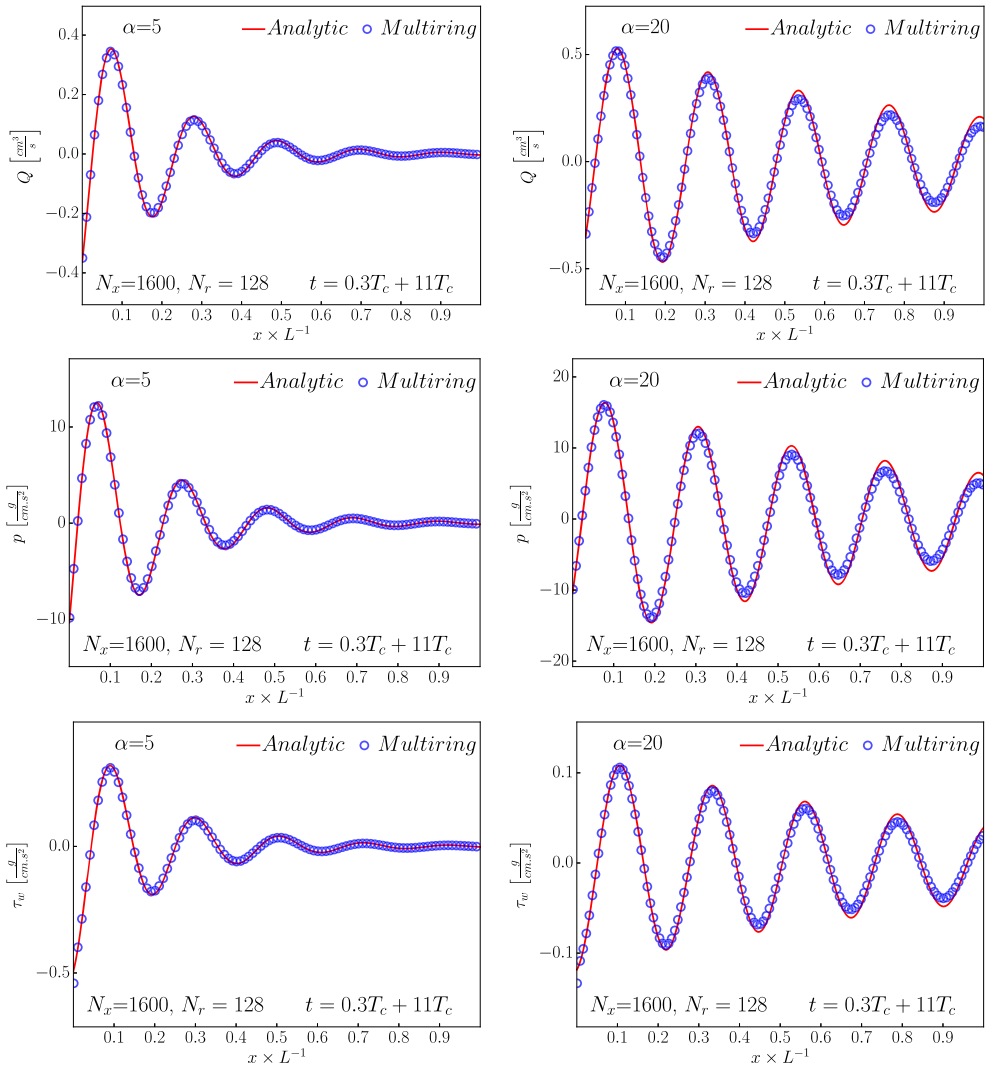 α=5 Analytic Multiring
0.4
0.2
0.0
−0.2
−0.4
Q [cm³/s]
N_x=1600, N_r = 128 t = 0.3T_c + 11T_c
0.1 0.2 0.3 0.4 0.5 0.6 0.7 0.8 0.9
x × L⁻¹
α=20 Analytic Multiring
0.5
0.0
−0.5
Q [cm³/s]
N_x=1600, N_r = 128 t = 0.3T_c + 11T_c
0.1 0.2 0.3 0.4 0.5 0.6 0.7 0.8 0.9
x × L⁻¹
α=5 Analytic Multiring
10
0
−10
p [g/cm.s²]
N_x=1600, N_r = 128 t = 0.3T_c + 11T_c
0.1 0.2 0.3 0.4 0.5 0.6 0.7 0.8 0.9
x × L⁻¹
α=20 Analytic Multiring
20
10
0
−10
−20
p [g/cm.s²]
N_x=1600, N_r = 128 t = 0.3T_c + 11T_c
0.1 0.2 0.3 0.4 0.5 0.6 0.7 0.8 0.9
x × L⁻¹
α=5 Analytic Multiring
0.0
−0.5
τ_w [g/cm.s²]
N_x=1600, N_r = 128 t = 0.3T_c + 11T_c
0.1 0.2 0.3 0.4 0.5 0.6 0.7 0.8 0.9
x × L⁻¹
α=20 Analytic Multiring
0.1
0.0
−0.1
τ_w [g/cm.s²]
N_x=1600, N_r = 128 t = 0.3T_c + 11T_c
0.1 0.2 0.3 0.4 0.5 0.6 0.7 0.8 0.9
x × L⁻¹